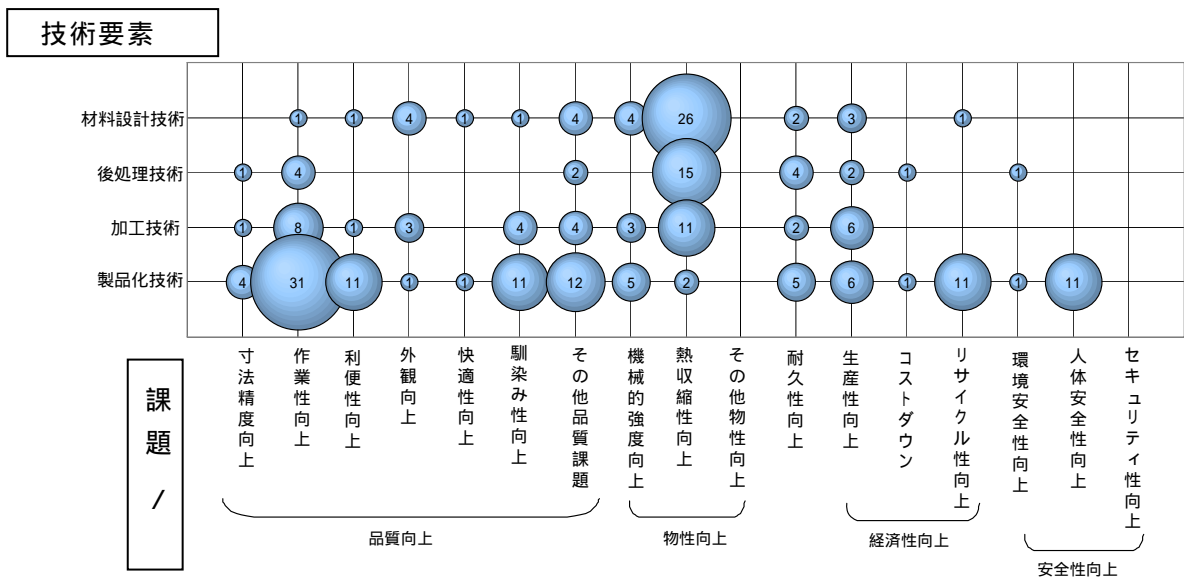 技術要素
材料設計技術 1 1 4 1 1 4 4 26 2 3 1
後処理技術 1 4 2 15 4 2 1 1
加工技術 1 8 1 3 4 4 3 11 2 6
製品化技術 4 31 11 1 1 11 12 5 2 5 6 1 11 1 11
課題/
寸法精度向上
作業性向上
利便性向上
外観向上
快適性向上
馴染み性向上
その他品質課題
機械的強度向上
熱収縮性向上
その他物性向上
耐久性向上
生産性向上
コストダウン
リサイクル性向上
環境安全性向上
人体安全性向上
セキュリティ性向上
品質向上
物性向上
経済性向上
安全性向上